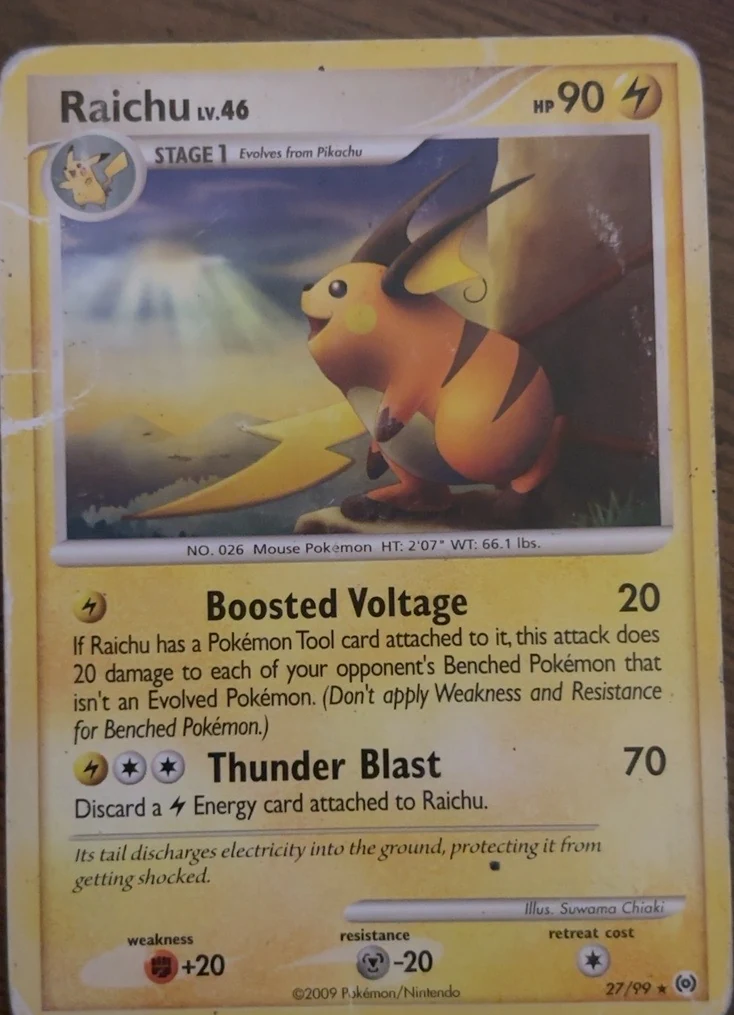 Raichu LV.46 HP 90
STAGE 1 Evolves from Pikachu
NO. 026 Mouse Pokémon HT: 2'07" WT: 66.1 lbs.
Boosted Voltage 20
If Raichu has a Pokémon Tool card attached to it, this attack does
20 damage to each of your opponent's Benched Pokémon that
isn't an Evolved Pokémon. (Don't apply Weakness and Resistance
for Benched Pokémon.)
Thunder Blast 70
Discard a Energy card attached to Raichu.
Its tail discharges electricity into the ground, protecting it from
getting shocked.
Illus. Suwama Chiaki
weakness resistance retreat cost
+20 -20
©2009 Pokémon/Nintendo 27/99 ★